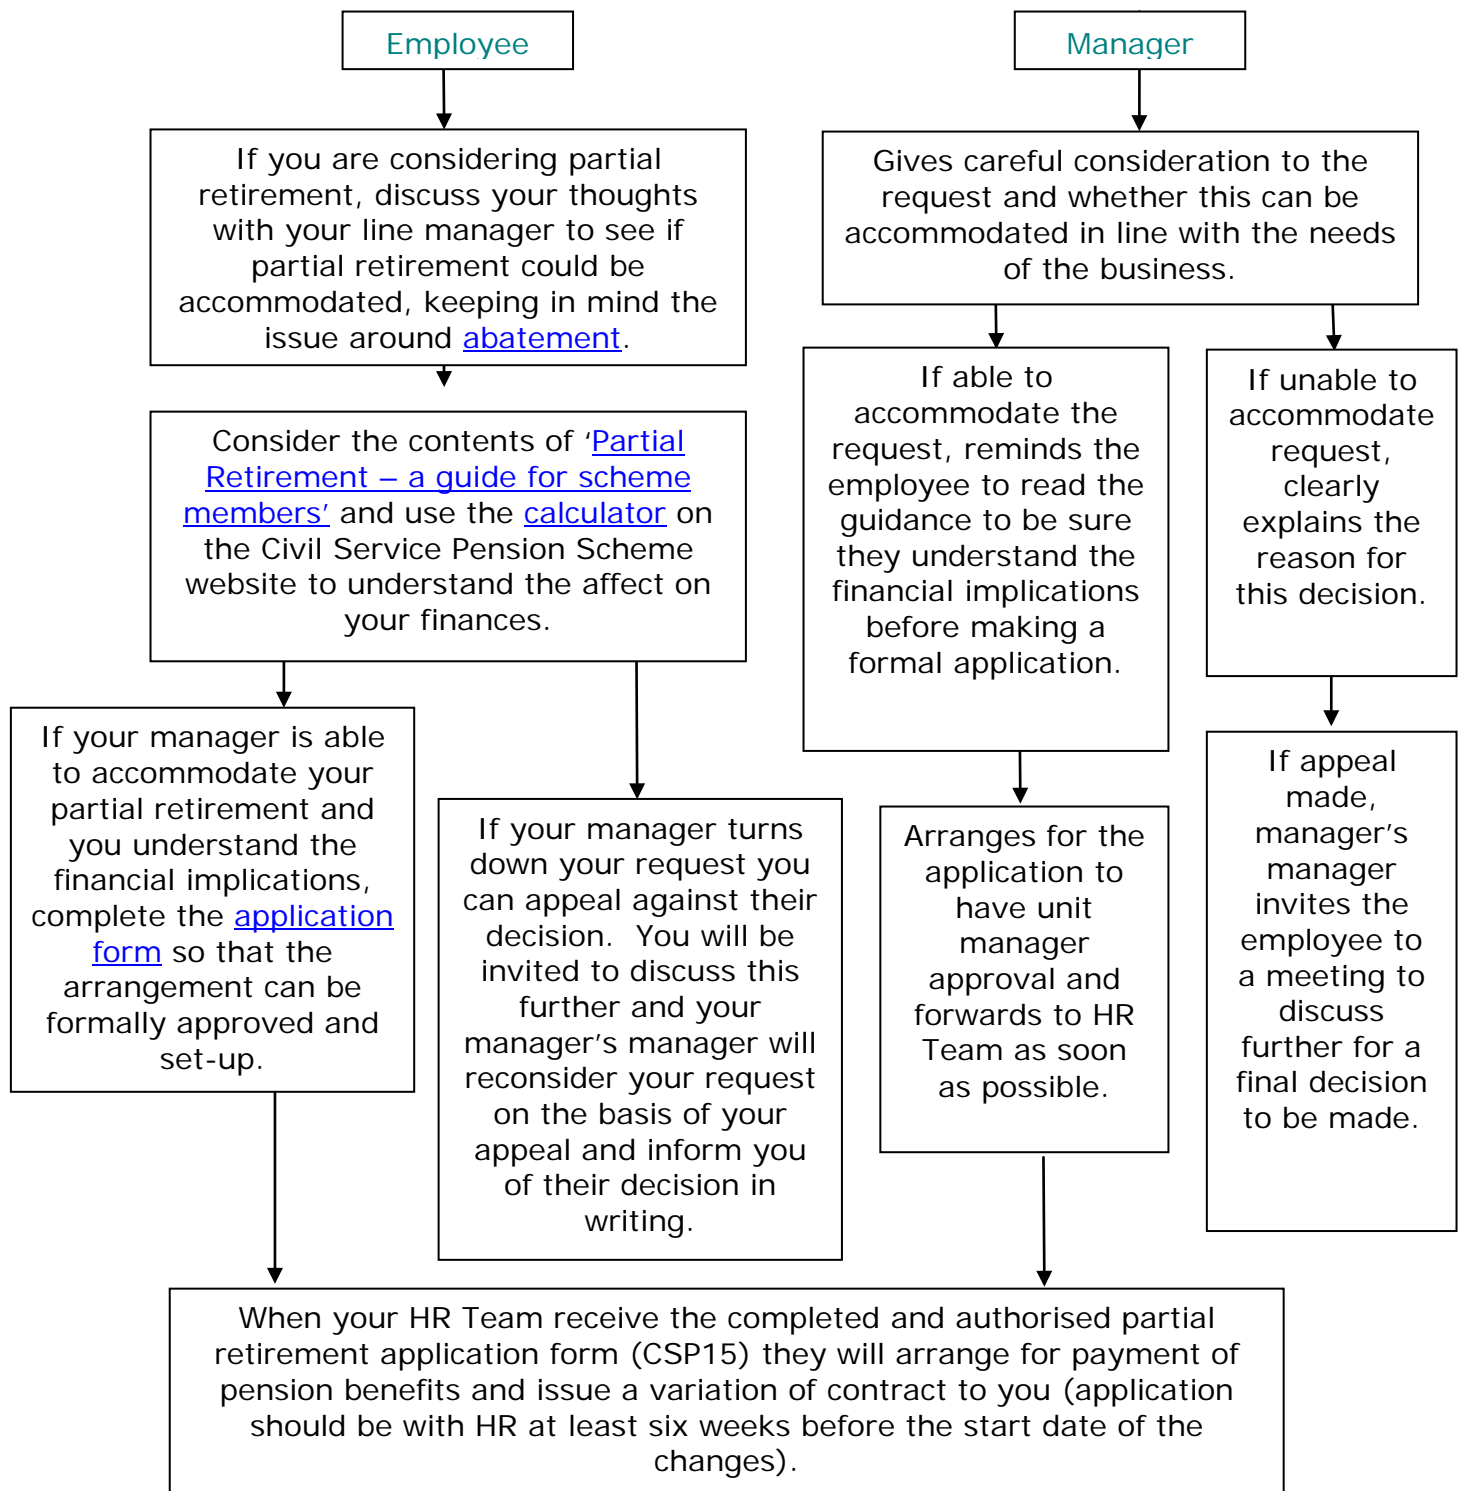 Employee
If you are considering partial
retirement, discuss your thoughts
with your line manager to see if
partial retirement could be
accommodated, keeping in mind the
issue around abatement.
Consider the contents of ‘Partial
Retirement – a guide for scheme
members’ and use the calculator on
the Civil Service Pension Scheme
website to understand the affect on
your finances.
If your manager is able
to accommodate your
partial retirement and
you understand the
financial implications,
complete the application
form so that the
arrangement can be
formally approved and
set-up.
If your manager turns
down your request you
can appeal against their
decision.  You will be
invited to discuss this
further and your
manager’s manager will
reconsider your request
on the basis of your
appeal and inform you
of their decision in
writing.
Manager
Gives careful consideration to the
request and whether this can be
accommodated in line with the needs
of the business.
If able to
accommodate the
request, reminds the
employee to read the
guidance to be sure
they understand the
financial implications
before making a
formal application.
Arranges for the
application to
have unit
manager
approval and
forwards to HR
Team as soon
as possible.
If unable to
accommodate
request,
clearly
explains the
reason for
this decision.
If appeal
made,
manager’s
manager
invites the
employee to
a meeting to
discuss
further for a
final decision
to be made.
When your HR Team receive the completed and authorised partial
retirement application form (CSP15) they will arrange for payment of
pension benefits and issue a variation of contract to you (application
should be with HR at least six weeks before the start date of the
changes).